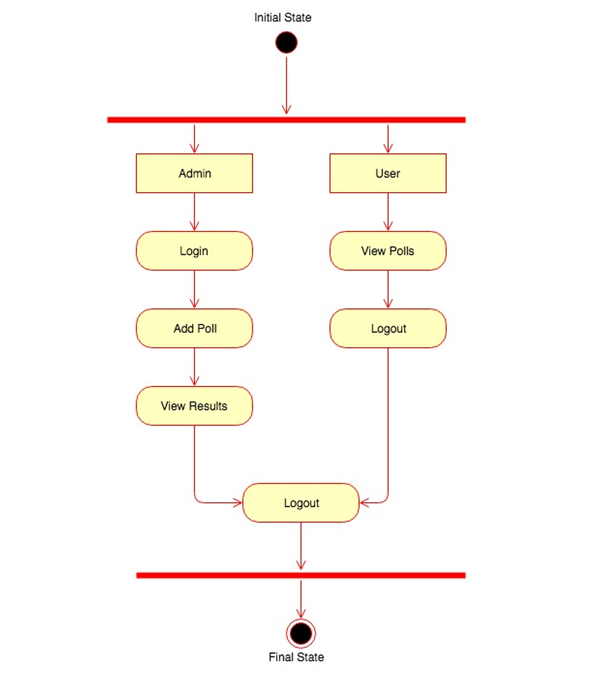 Initial State
Admin
User
Login
View Polls
Add Poll
Logout
View Results
Logout
Final State